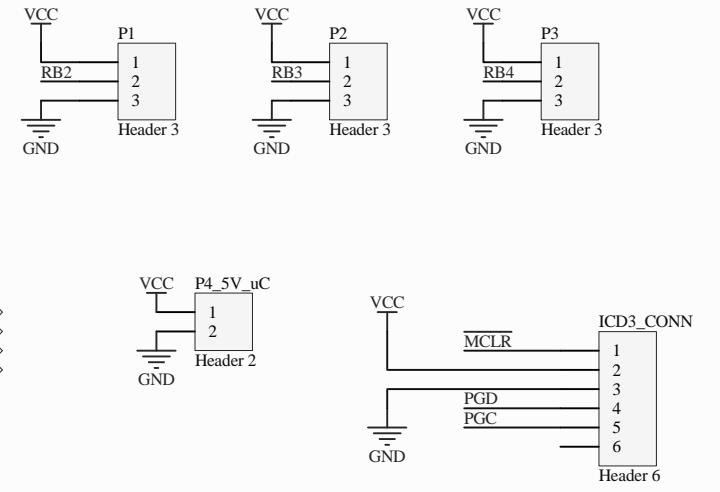 VCC
P1
1
RB2
2
3
Header 3
GND
VCC
P2
1
RB3
2
3
Header 3
GND
VCC
P3
1
RB4
2
3
Header 3
GND
VCC
P4_5V_uC
1
2
Header 2
GND
VCC
ICD3_CONN
MCLR
1
2
3
PGD
4
PGC
5
6
GND
Header 6